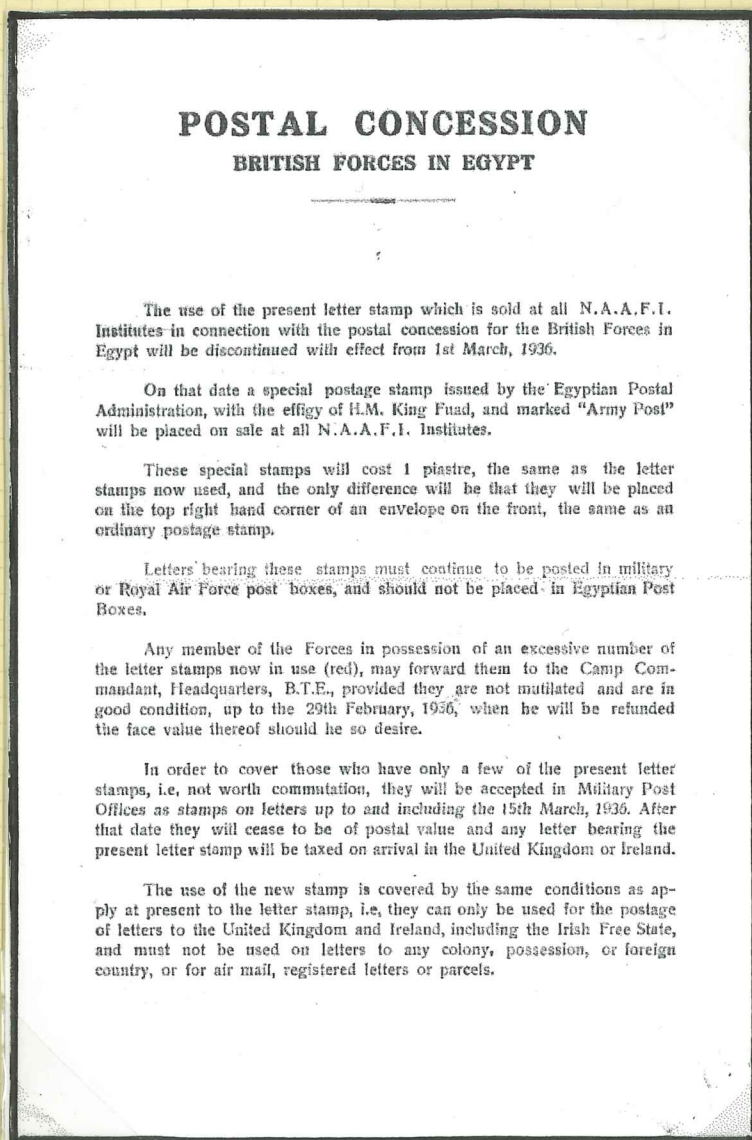 POSTAL CONCESSION
BRITISH FORCES IN EGYPT
The use of the present letter stamp which is sold at all N.A.A.F.I.
Institutes in connection with the postal concession for the British Forces in
Egypt will be discontinued with effect from 1st March, 1936.
On that date a special postage stamp issued by the Egyptian Postal
Administration, with the effigy of H.M. King Fuad, and marked “Army Post”
will be placed on sale at all N.A.A.F.I. Institutes.
These special stamps will cost 1 piastre, the same as the letter
stamps now used, and the only difference will be that they will be placed
on the top right hand corner of an envelope on the front, the same as an
ordinary postage stamp.
Letters bearing these stamps must continue to be posted in military
or Royal Air Force post boxes, and should not be placed in Egyptian Post
Boxes.
Any member of the Forces in possession of an excessive number of
the letter stamps now in use (red), may forward them to the Camp Com-
mandant, Headquarters, B.T.E., provided they are not mutilated and are in
good condition, up to the 29th February, 1936, when he will be refunded
the face value thereof should he so desire.
In order to cover those who have only a few of the present letter
stamps, i.e, not worth commutation, they will be accepted in Military Post
Offices as stamps on letters up to and including the 15th March, 1936. After
that date they will cease to be of postal value and any letter bearing the
present letter stamp will be taxed on arrival in the United Kingdom or Ireland.
The use of the new stamp is covered by the same conditions as ap-
ply at present to the letter stamp, i.e, they can only be used for the postage
of letters to the United Kingdom and Ireland, including the Irish Free State,
and must not be used on letters to any colony, possession, or foreign
country, or for air mail, registered letters or parcels.